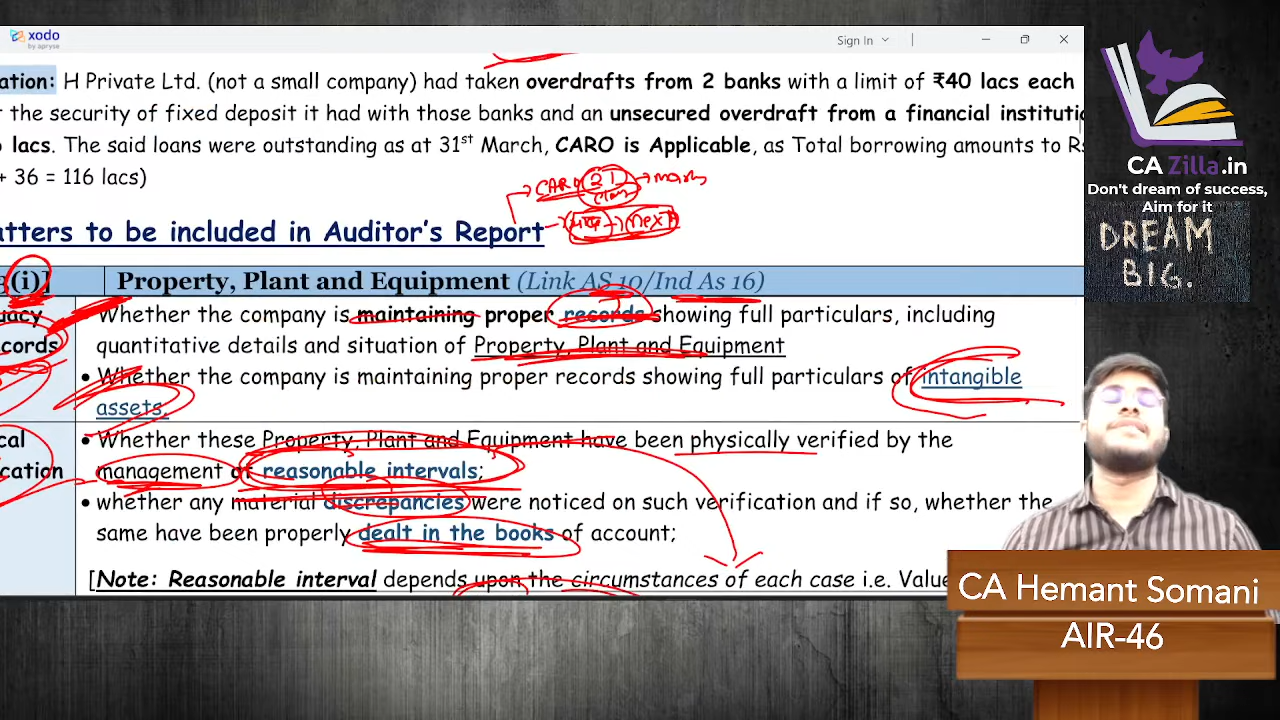 xodo
by apryse
Sign In
ation: H Private Ltd. (not a small company) had taken overdrafts from 2 banks with a limit of ₹40 lacs each
t the security of fixed deposit it had with those banks and an unsecured overdraft from a financial instituti
lacs. The said loans were outstanding as at 31st March, CARO is Applicable, as Total borrowing amounts to Rs
+ 36 = 116 lacs)
CARO 21
atters to be included in Auditor's Report
(i)]
Property, Plant and Equipment (Link AS 10/Ind As 16)
uacy
cords
Whether the company is maintaining proper records showing full particulars, including
quantitative details and situation of Property, Plant and Equipment
• Whether the company is maintaining proper records showing full particulars of intangible
assets;
cal
ication
• Whether these Property, Plant and Equipment have been physically verified by the
management of reasonable intervals;
• whether any material discrepancies were noticed on such verification and if so, whether the
same have been properly dealt in the books of account;
[Note: Reasonable interval depends upon the circumstances of each case i.e. Value
CA Zilla.in
Don't dream of success,
Aim for it
DREAM
BIG.
CA Hemant Somani
AIR-46